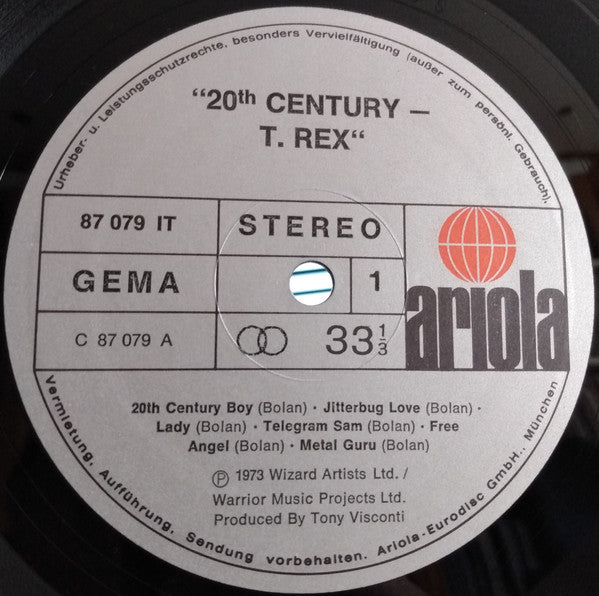 Urheber- u. Leistungsschutzrechte, besonders Vervielfältigung (außer zum persönl. Gebrauch),
“20th CENTURY –
T. REX“
87 079 IT
STEREO
GEMA
1
ariola
C 87 079 A
33 1/3
20th Century Boy (Bolan) · Jitterbug Love (Bolan) ·
Lady (Bolan) · Telegram Sam (Bolan) · Free
Angel (Bolan) · Metal Guru (Bolan)
Ⓟ 1973 Wizard Artists Ltd. /
Warrior Music Projects Ltd.
Produced By Tony Visconti
Vermietung, Aufführung, Sendung vorbehalten. Ariola-Eurodisc GmbH., München